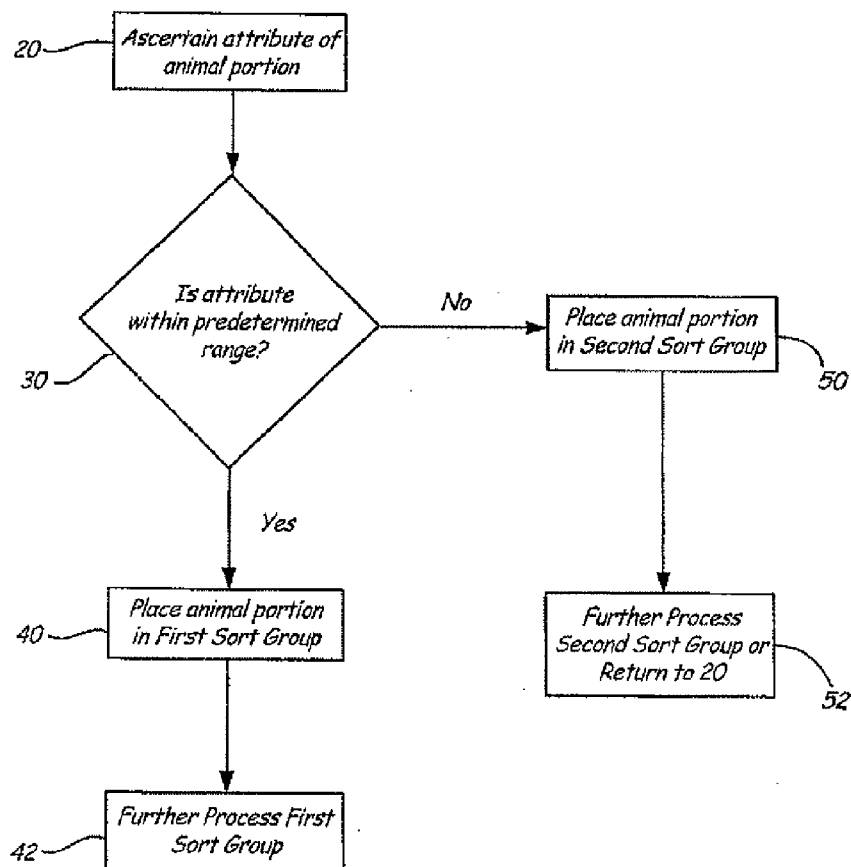 20
Ascertain attribute of
animal portion
Is attribute
within predetermined
range?
30
No
Place animal portion
in Second Sort Group
50
Yes
Place animal portion
in First Sort Group
40
Further Process
Second Sort Group or
Return to 20
52
Further Process First
Sort Group
42